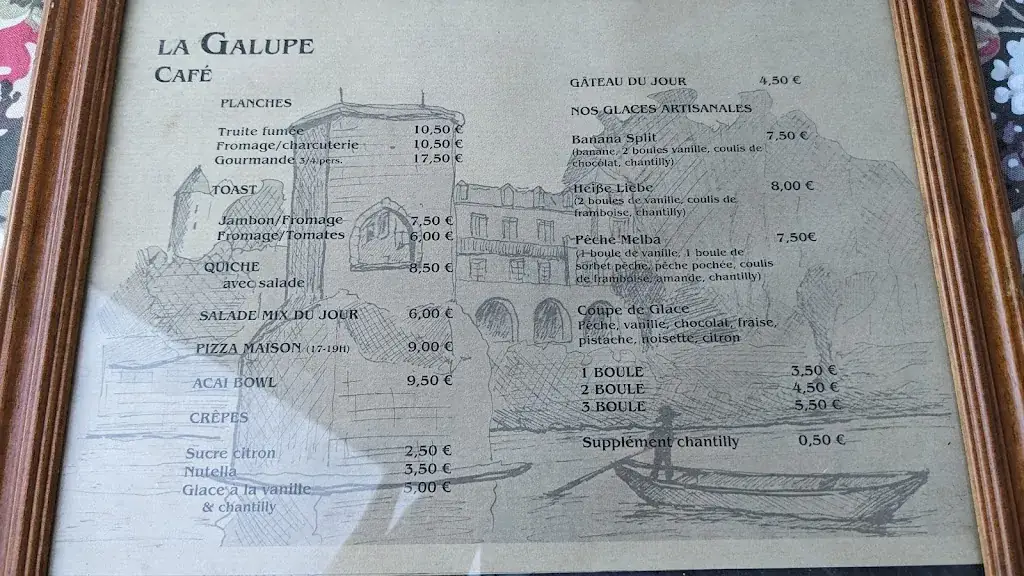 LA GALUPE
CAFÉ
PLANCHES
Truite fumée 10,50 €
Fromage/charcuterie 10,50 €
Gourmande 3/4 pers. 17,50 €
TOAST
Jambon/Fromage 7,50 €
Fromage/Tomates 6,00 €
QUICHE 8,50 €
avec salade
SALADE MIX DU JOUR 6,00 €
PIZZA MAISON (17-19H) 9,00 €
ACAI BOWL 9,50 €
CRÊPES
Sucre citron 2,50 €
Nutella 3,50 €
Glace à la vanille 5,00 €
& chantilly
GÂTEAU DU JOUR 4,50 €
NOS GLACES ARTISANALES
Banana Split 7,50 €
(banane, 2 boules vanille, coulis de
chocolat, chantilly)
Heiße Liebe 8,00 €
(2 boules de vanille, coulis de
framboise, chantilly)
Pêche Melba 7,50€
(1 boule de vanille, 1 boule de
sorbet pêche, pêche pochée, coulis
de framboise, amande, chantilly)
Coupe de Glace
Pêche, vanille, chocolat, fraise,
pistache, noisette, citron
1 BOULE 3,50 €
2 BOULE 4,50 €
3 BOULE 5,50 €
Supplément chantilly 0,50 €